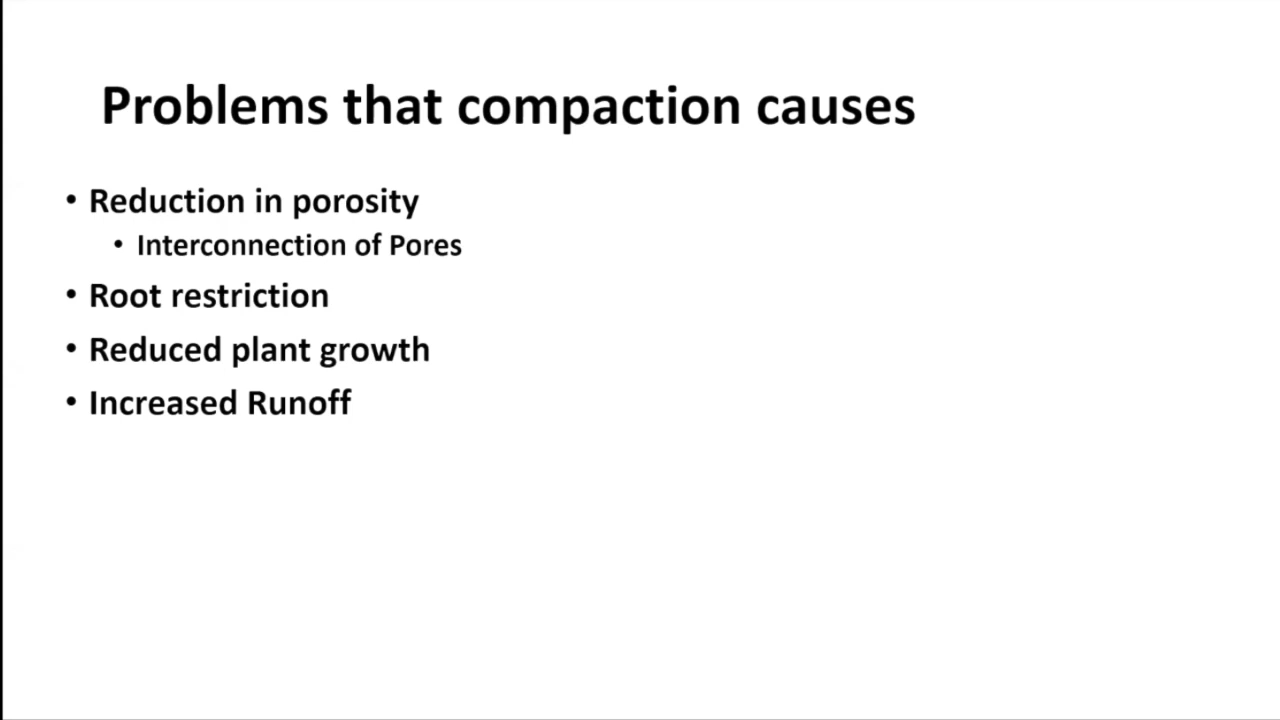 Problems that compaction causes
• Reduction in porosity
• Interconnection of Pores
• Root restriction
• Reduced plant growth
• Increased Runoff